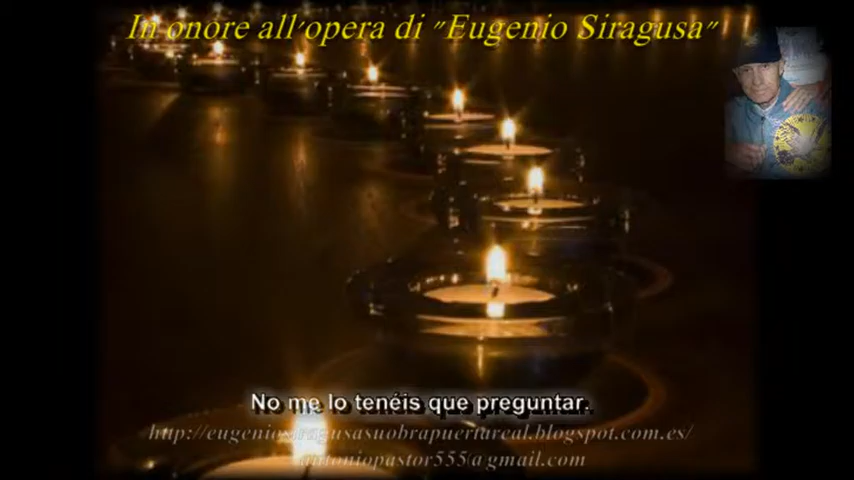 In onore all'opera di "Eugenio Siragusa"
No me lo tenéis que preguntar.
http://eugeniosiragusasuobrapuertareal.blogspot.com.es/
antoniopastor555@gmail.com